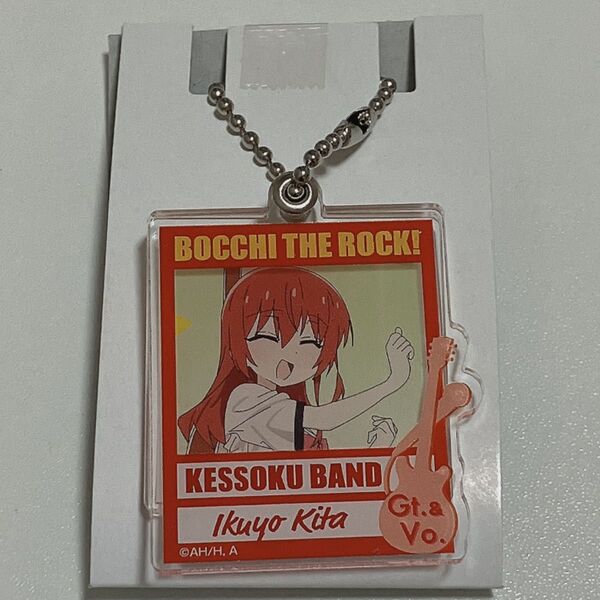 BOCCHI THE ROCK!
KESSOKU BAND
Ikuyo Kita
Gt.&
Vo.
©AH/H, A